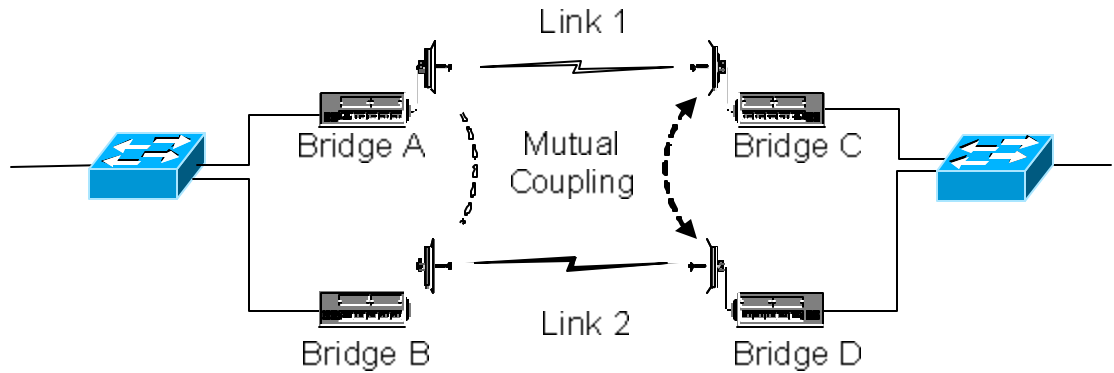 Link 1
Bridge A
Mutual
Coupling
Bridge C
Link 2
Bridge B
Bridge D